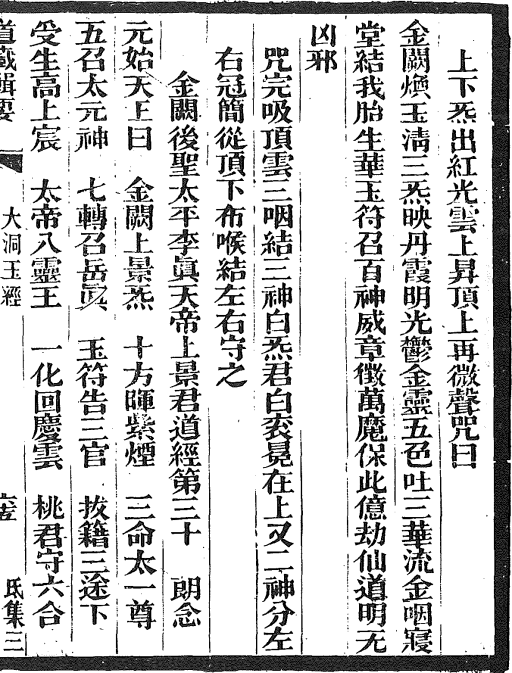 上下炁出紅光雲上昇頂上再微聲咒曰
金闕煥玉淸三炁映丹霞明光鬱金靈五色吐三華流金咽寢
堂結我胎生華玉符召百神威章徵萬魔保此億劫仙道明无
凶邪
咒完吸頂雲三咽結三神白炁君白衮冕在上又二神分左
右冠簡從頂下布喉結左右守之
金闕後聖太平李眞天帝上景君道經第三十 朗念
元始天王曰 金闕上景炁 十方暉紫煙 三命太一尊
五召太元神 七轉召岳眞 玉符告三官 拔籍三途下
受生高上宸 太帝八靈王 一化回慶雲 桃君守六合
道藏輯要 大洞玉經 氐集三